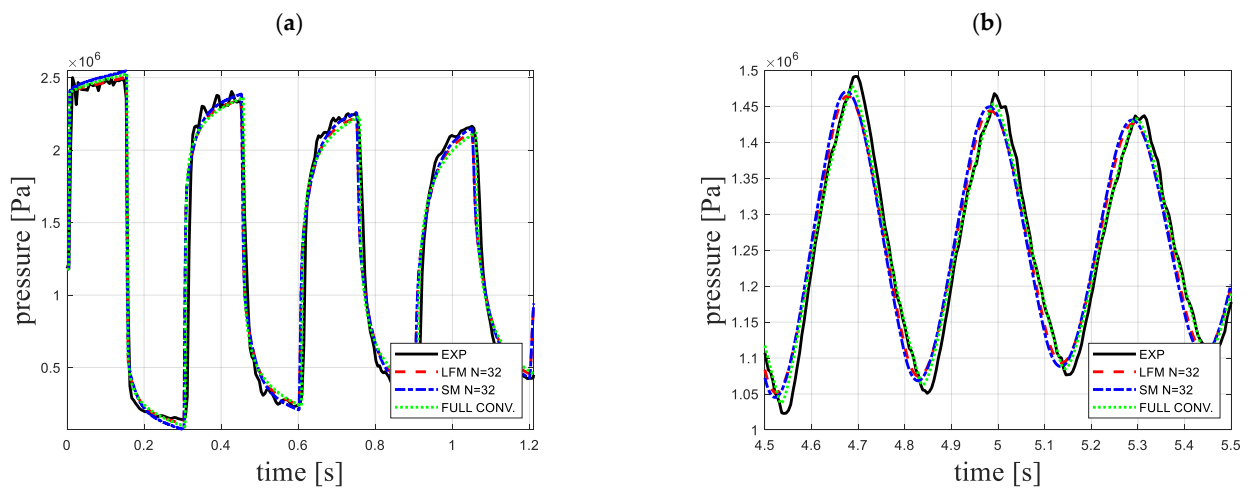 (a)
×10⁶
2.5
2
1.5
1
0.5
0
0.2
0.4
0.6
0.8
1
1.2
pressure [Pa]
time [s]
EXP
LFM N=32
SM N=32
FULL CONV.
(b)
×10⁶
1.5
1.45
1.4
1.35
1.3
1.25
1.2
1.15
1.1
1.05
1
4.5
4.6
4.7
4.8
4.9
5
5.1
5.2
5.3
5.4
5.5
pressure [Pa]
time [s]
EXP
LFM N=32
SM N=32
FULL CONV.